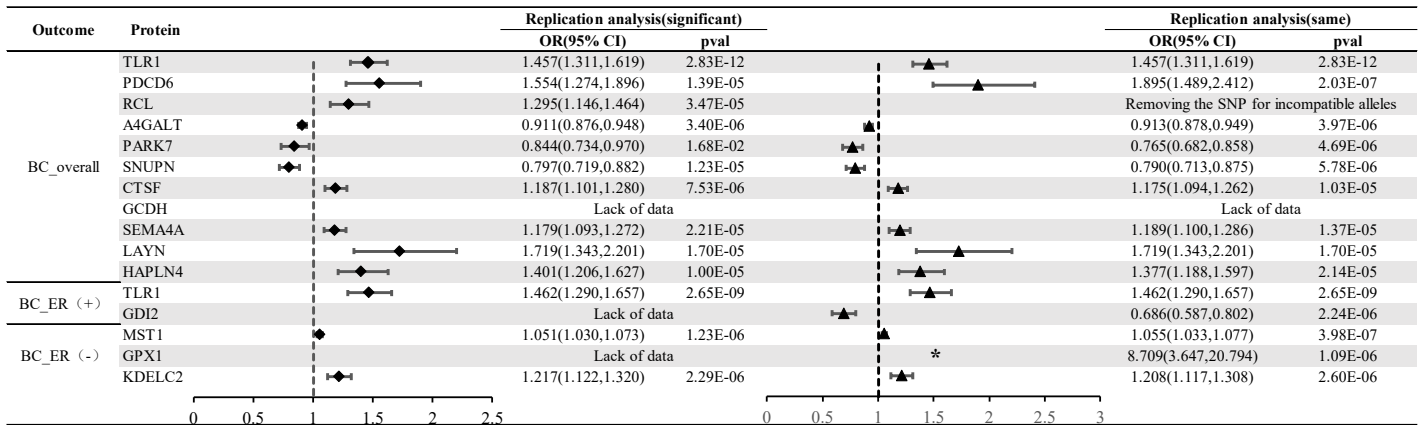 Outcome Protein Replication analysis(significant) Replication analysis(same)
OR(95% CI) pval OR(95% CI) pval
TLR1 1.457(1.311,1.619) 2.83E-12 1.457(1.311,1.619) 2.83E-12
PDCD6 1.554(1.274,1.896) 1.39E-05 1.895(1.489,2.412) 2.03E-07
RCL 1.295(1.146,1.464) 3.47E-05 Removing the SNP for incompatible alleles
A4GALT 0.911(0.876,0.948) 3.40E-06 0.913(0.878,0.949) 3.97E-06
PARK7 0.844(0.734,0.970) 1.68E-02 0.765(0.682,0.858) 4.69E-06
BC_overall SNUPN 0.797(0.719,0.882) 1.23E-05 0.790(0.713,0.875) 5.78E-06
CTSF 1.187(1.101,1.280) 7.53E-06 1.175(1.094,1.262) 1.03E-05
GCDH Lack of data Lack of data
SEMA4A 1.179(1.093,1.272) 2.21E-05 1.189(1.100,1.286) 1.37E-05
LAYN 1.719(1.343,2.201) 1.70E-05 1.719(1.343,2.201) 1.70E-05
HAPLN4 1.401(1.206,1.627) 1.00E-05 1.377(1.188,1.597) 2.14E-05
BC_ER（+） TLR1 1.462(1.290,1.657) 2.65E-09 1.462(1.290,1.657) 2.65E-09
GDI2 Lack of data 0.686(0.587,0.802) 2.24E-06
MST1 1.051(1.030,1.073) 1.23E-06 1.055(1.033,1.077) 3.98E-07
BC_ER（-） GPX1 Lack of data * 8.709(3.647,20.794) 1.09E-06
KDELC2 1.217(1.122,1.320) 2.29E-06 1.208(1.117,1.308) 2.60E-06
0 0.5 1 1.5 2 2.5 0 0.5 1 1.5 2 2.5 3